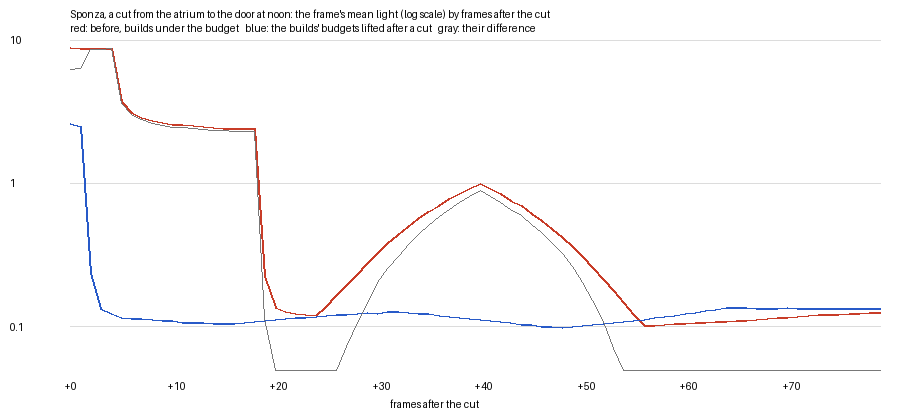 Sponza, a cut from the atrium to the door at noon: the frame's mean light (log scale) by frames after the cut
red: before, builds under the budget  blue: the builds' budgets lifted after a cut  gray: their difference
10
1
0.1
+0 +10 +20 +30 +40 +50 +60 +70
frames after the cut